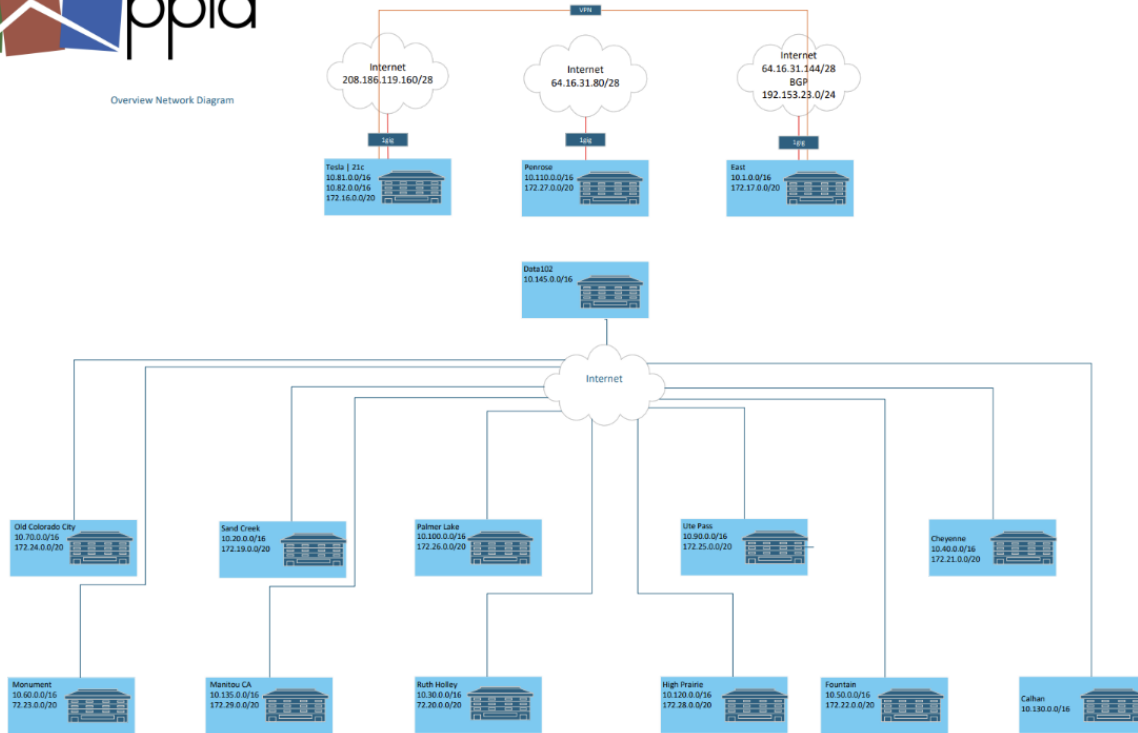 ppld
Overview Network Diagram
VPN
Internet
208.186.119.160/28
Internet
64.16.31.80/28
Internet
64.16.31.144/28
BGP
192.153.23.0/24
1gig
1gig
1gig
Tesla | 21c
10.81.0.0/16
10.82.0.0/16
172.16.0.0/20
Penrose
10.110.0.0/16
172.27.0.0/20
East
10.1.0.0/16
172.17.0.0/20
Data102
10.145.0.0/16
Internet
Old Colorado City
10.70.0.0/16
172.24.0.0/20
Sand Creek
10.20.0.0/16
172.19.0.0/20
Palmer Lake
10.100.0.0/16
172.26.0.0/20
Ute Pass
10.90.0.0/16
172.25.0.0/20
Cheyenne
10.40.0.0/16
172.21.0.0/20
Monument
10.60.0.0/16
72.23.0.0/20
Manitou CA
10.135.0.0/16
172.29.0.0/20
Ruth Holley
10.30.0.0/16
72.20.0.0/20
High Prairie
10.120.0.0/16
172.28.0.0/20
Fountain
10.50.0.0/16
172.22.0.0/20
Calhan
10.130.0.0/16